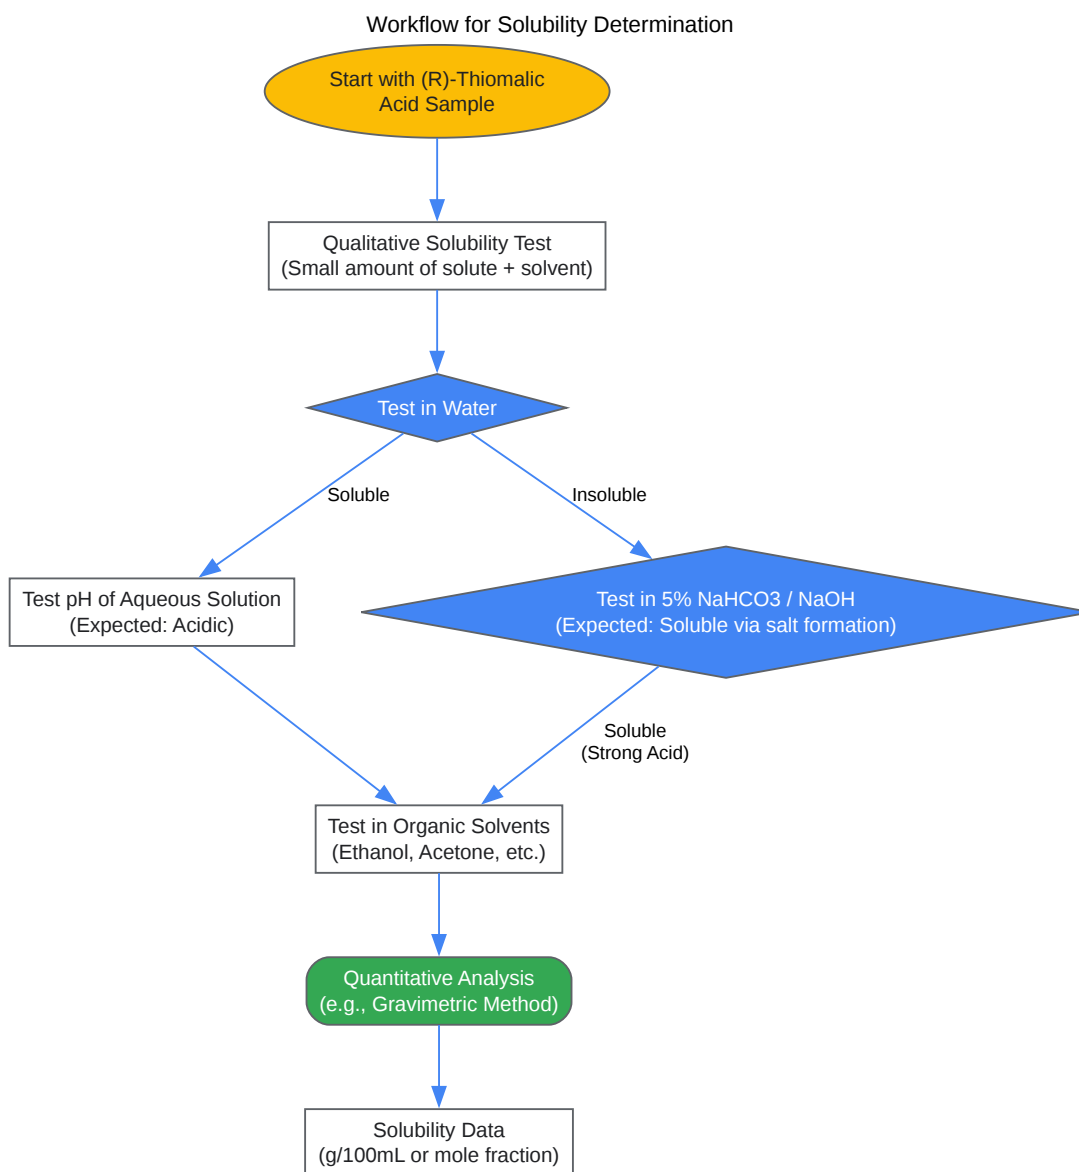 Workflow for Solubility Determination
Start with (R)-Thiomalic
Acid Sample
Qualitative Solubility Test
(Small amount of solute + solvent)
Test in Water
Soluble
Insoluble
Test pH of Aqueous Solution
(Expected: Acidic)
Test in 5% NaHCO3 / NaOH
(Expected: Soluble via salt formation)
Soluble
(Strong Acid)
Test in Organic Solvents
(Ethanol, Acetone, etc.)
Quantitative Analysis
(e.g., Gravimetric Method)
Solubility Data
(g/100mL or mole fraction)